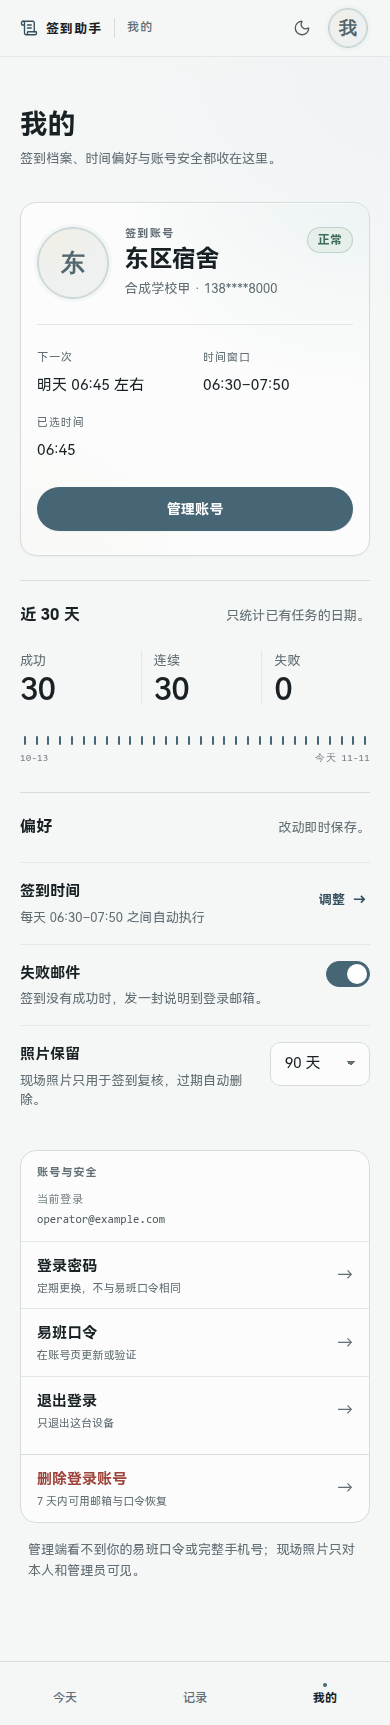 签到助手 我的 我
我的
签到档案、时间偏好与账号安全都收在这里。
东
签到账号
东区宿舍
正常
合成学校甲 · 138****8000
下一次 时间窗口
明天 06:45 左右 06:30–07:50
已选时间
06:45
管理账号
近 30 天 只统计已有任务的日期。
成功 连续 失败
30 30 0
10-13 今天 11-11
偏好 改动即时保存。
签到时间
每天 06:30–07:50 之间自动执行
调整 →
失败邮件
签到没有成功时，发一封说明到登录邮箱。
照片保留
现场照片只用于签到复核，过期自动删
除。
90 天
账号与安全
当前登录
operator@example.com
登录密码
定期更换，不与易班口令相同
→
易班口令
在账号页更新或验证
→
退出登录
只退出这台设备
→
删除登录账号
7 天内可用邮箱与口令恢复
→
管理端看不到你的易班口令或完整手机号；现场照片只对
本人和管理员可见。
今天 记录 我的